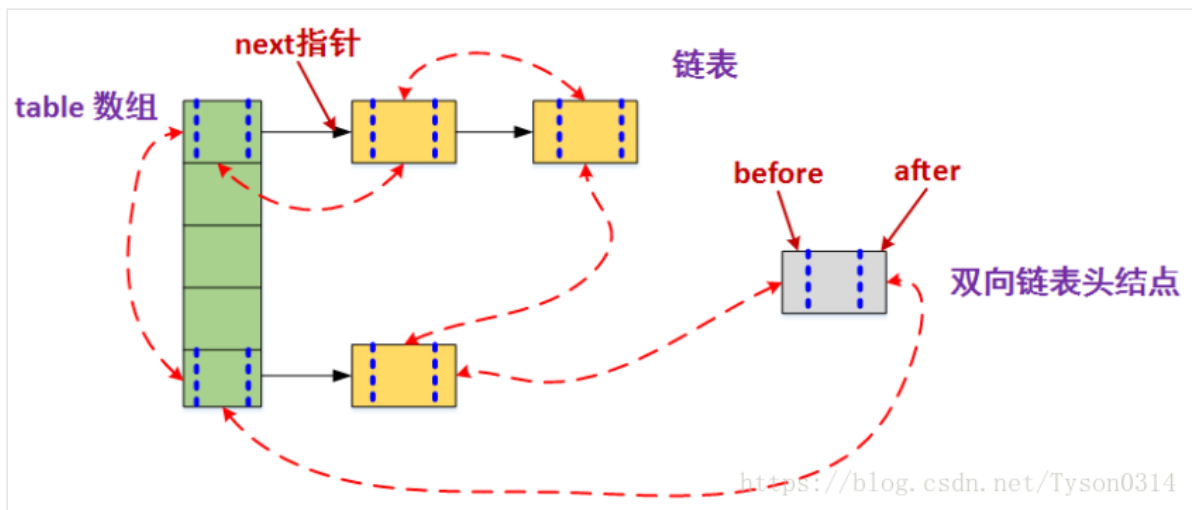 next指针
链表
table 数组
before
after
双向链表头结点
https://blog.csdn.net/Tyson0314